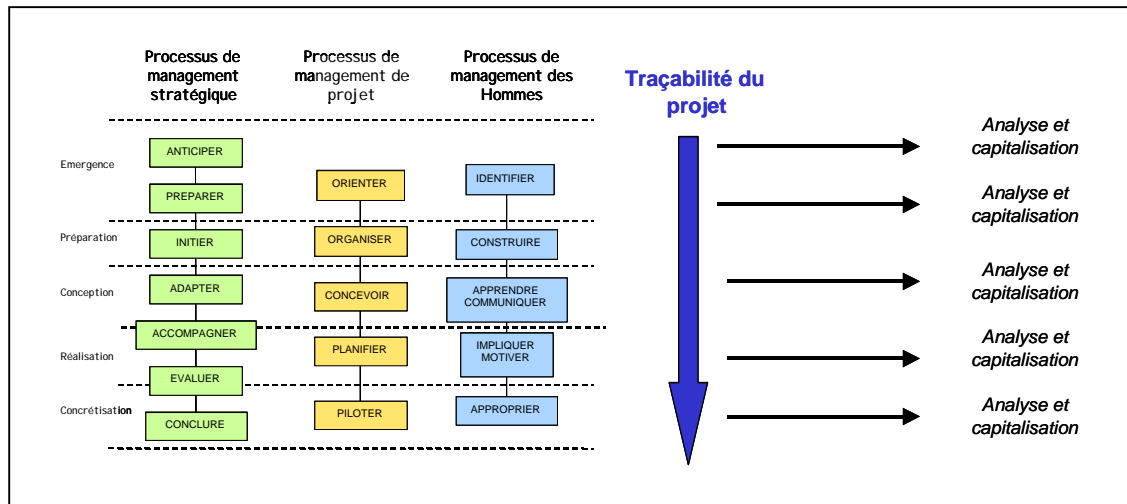 Processus de
management
stratégique
Processus de
management de
projet
Processus de
management des
Hommes
Traçabilité du
projet
Emergence
Préparation
Conception
Réalisation
Concrétisation
ANTICIPER
PREPARER
INITIER
ADAPTER
ACCOMPAGNER
EVALUER
CONCLURE
ORIENTER
ORGANISER
CONCEVOIR
PLANIFIER
PILOTER
IDENTIFIER
CONSTRUIRE
APPRENDRE
COMMUNIQUER
IMPLIQUER
MOTIVER
APPROPRIER
Analyse et
capitalisation
Analyse et
capitalisation
Analyse et
capitalisation
Analyse et
capitalisation
Analyse et
capitalisation